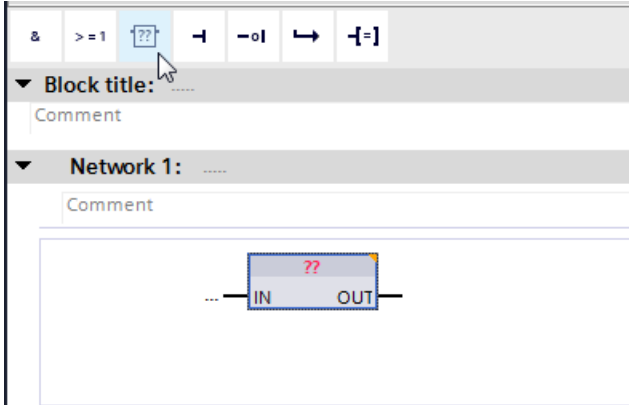 & >=1 ??
-[=]
Block title: .....
Comment
Network 1: .....
Comment
??
... IN OUT